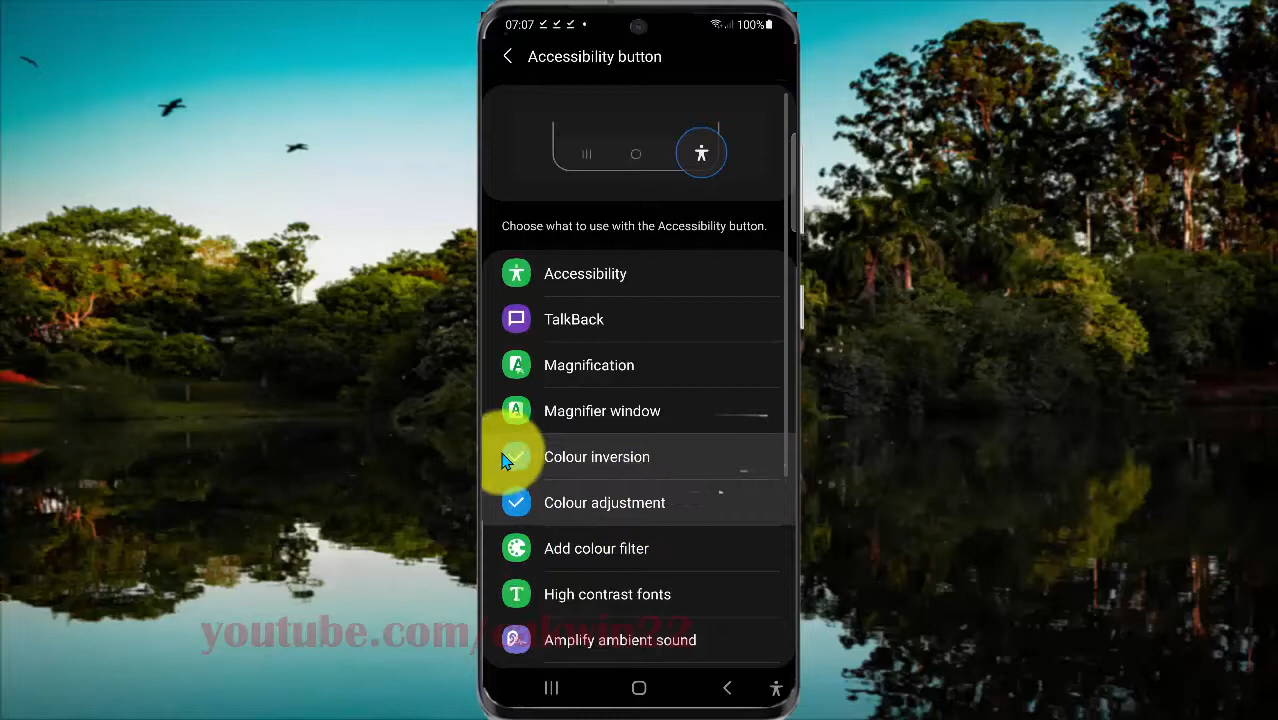 07:07
100%
Accessibility button
Choose what to use with the Accessibility button.
Accessibility
TalkBack
Magnification
Magnifier window
Colour inversion
Colour adjustment
Add colour filter
High contrast fonts
Amplify ambient sound
youtube.com/